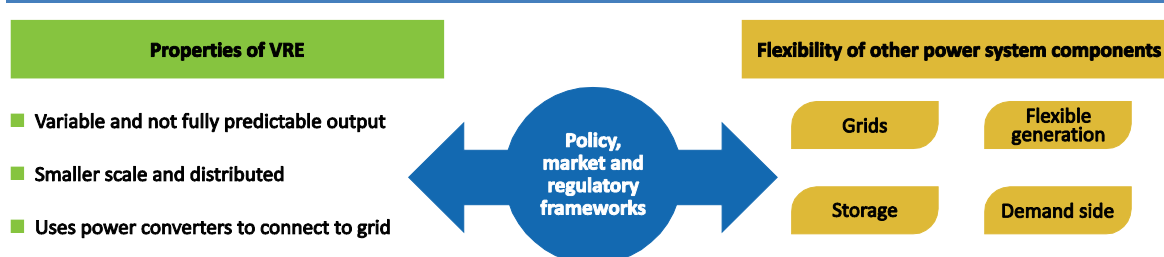 Properties of VRE
Variable and not fully predictable output
Smaller scale and distributed
Uses power converters to connect to grid
Policy,
market and
regulatory
frameworks
Flexibility of other power system components
Grids
Flexible
generation
Storage
Demand side